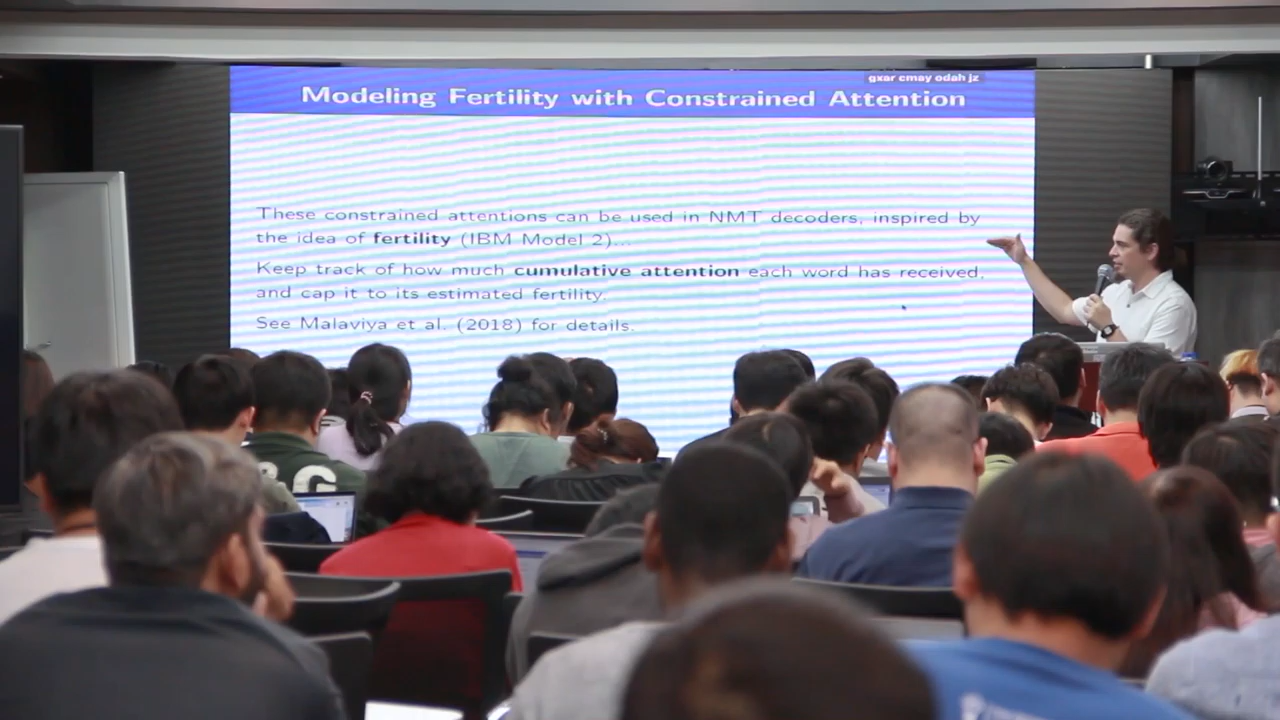 gxar cmay odah jz
Modeling Fertility with Constrained Attention
These constrained attentions can be used in NMT decoders, inspired by
the idea of fertility (IBM Model 2)...
Keep track of how much cumulative attention each word has received,
and cap it to its estimated fertility.
See Malaviya et al. (2018) for details.
& G